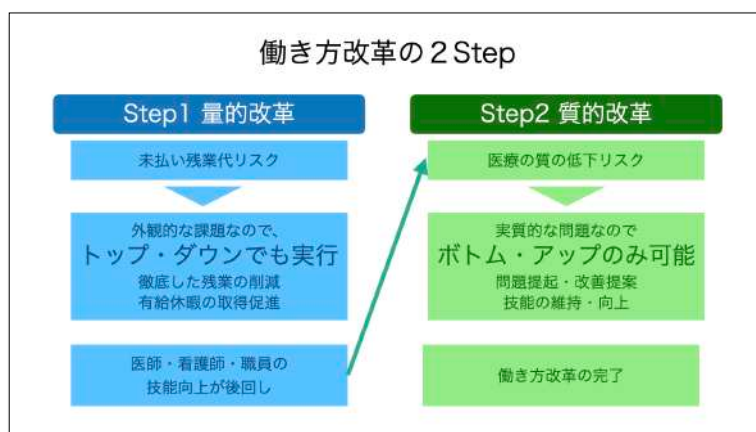 働き方改革の2Step
Step1 量的改革
未払い残業代リスク
外観的な課題なので、
トップ・ダウンでも実行
徹底した残業の削減
有給休暇の取得促進
医師・看護師・職員の
技能向上が後回し
Step2 質的改革
医療の質の低下リスク
実質的な問題なので
ボトム・アップのみ可能
問題提起・改善提案
技能の維持・向上
働き方改革の完了